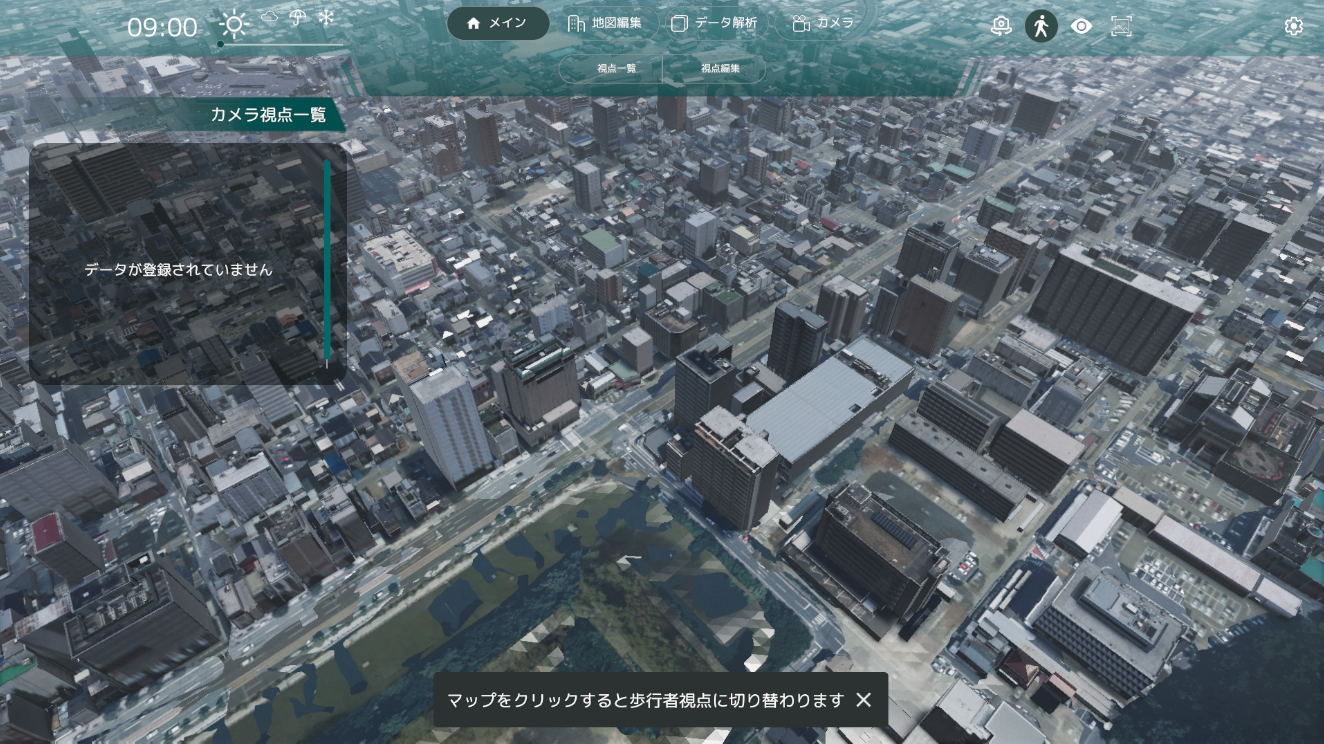 09:00
メイン
地図編集
データ解析
カメラ
視点一覧
視点編集
カメラ視点一覧
データが登録されていません
マップをクリックすると歩行者視点に切り替わります